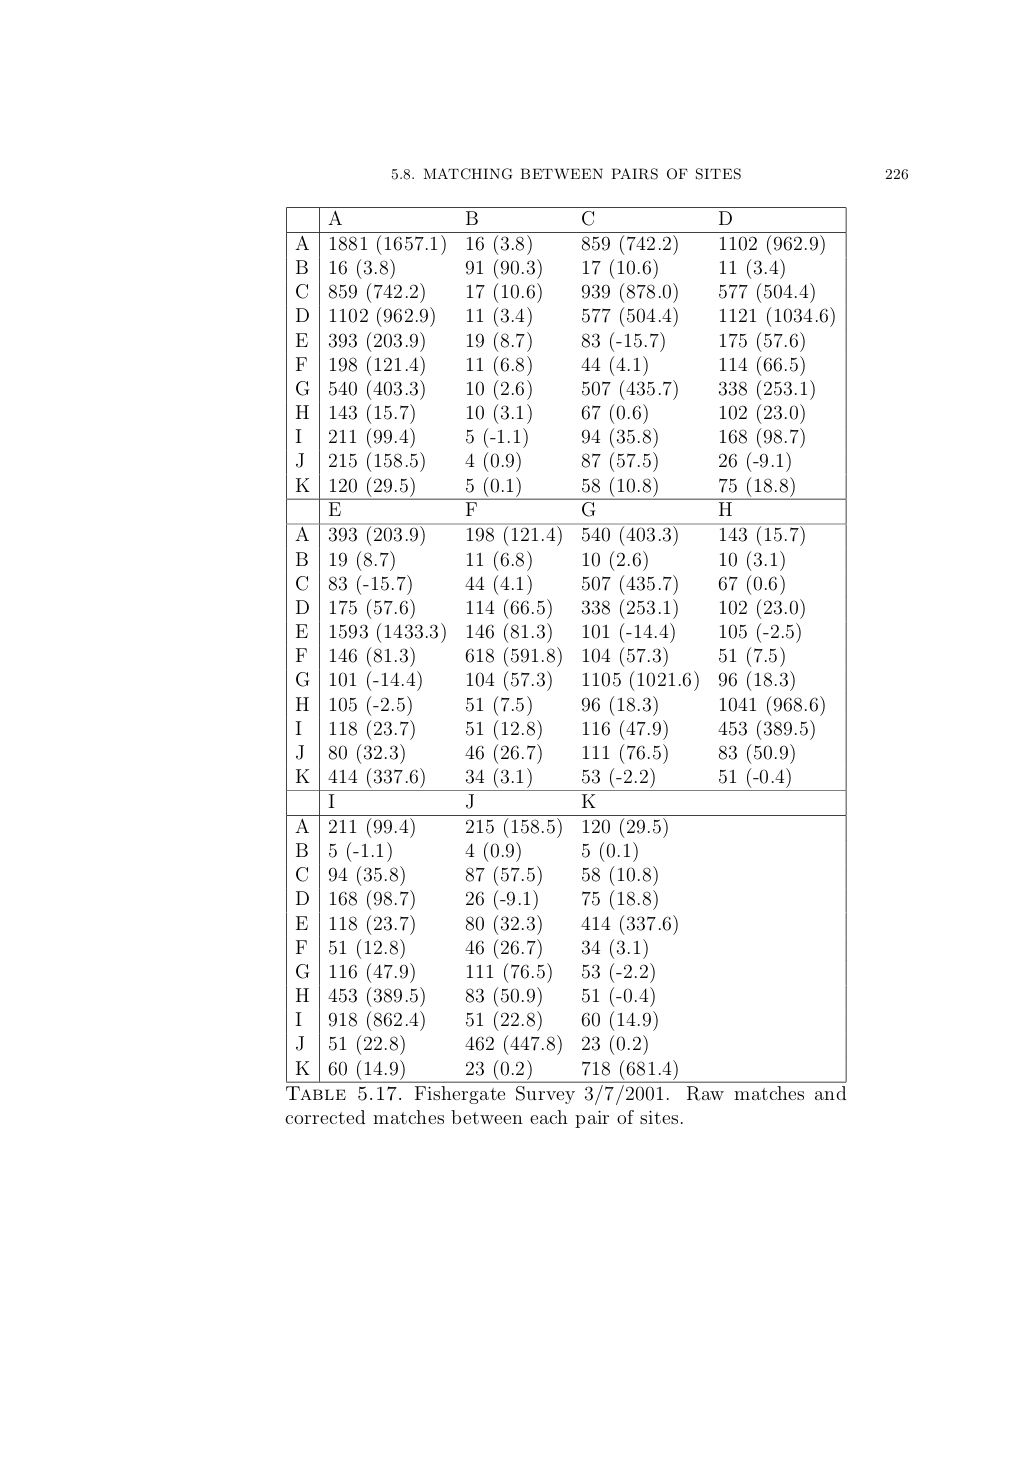 5.8. MATCHING BETWEEN PAIRS OF SITES 226
A B C D
A 1881 (1657.1) 16 (3.8) 859 (742.2) 1102 (962.9)
B 16 (3.8) 91 (90.3) 17 (10.6) 11 (3.4)
C 859 (742.2) 17 (10.6) 939 (878.0) 577 (504.4)
D 1102 (962.9) 11 (3.4) 577 (504.4) 1121 (1034.6)
E 393 (203.9) 19 (8.7) 83 (-15.7) 175 (57.6)
F 198 (121.4) 11 (6.8) 44 (4.1) 114 (66.5)
G 540 (403.3) 10 (2.6) 507 (435.7) 338 (253.1)
H 143 (15.7) 10 (3.1) 67 (0.6) 102 (23.0)
I 211 (99.4) 5 (-1.1) 94 (35.8) 168 (98.7)
J 215 (158.5) 4 (0.9) 87 (57.5) 26 (-9.1)
K 120 (29.5) 5 (0.1) 58 (10.8) 75 (18.8)
E F G H
A 393 (203.9) 198 (121.4) 540 (403.3) 143 (15.7)
B 19 (8.7) 11 (6.8) 10 (2.6) 10 (3.1)
C 83 (-15.7) 44 (4.1) 507 (435.7) 67 (0.6)
D 175 (57.6) 114 (66.5) 338 (253.1) 102 (23.0)
E 1593 (1433.3) 146 (81.3) 101 (-14.4) 105 (-2.5)
F 146 (81.3) 618 (591.8) 104 (57.3) 51 (7.5)
G 101 (-14.4) 104 (57.3) 1105 (1021.6) 96 (18.3)
H 105 (-2.5) 51 (7.5) 96 (18.3) 1041 (968.6)
I 118 (23.7) 51 (12.8) 116 (47.9) 453 (389.5)
J 80 (32.3) 46 (26.7) 111 (76.5) 83 (50.9)
K 414 (337.6) 34 (3.1) 53 (-2.2) 51 (-0.4)
I J K
A 211 (99.4) 215 (158.5) 120 (29.5)
B 5 (-1.1) 4 (0.9) 5 (0.1)
C 94 (35.8) 87 (57.5) 58 (10.8)
D 168 (98.7) 26 (-9.1) 75 (18.8)
E 118 (23.7) 80 (32.3) 414 (337.6)
F 51 (12.8) 46 (26.7) 34 (3.1)
G 116 (47.9) 111 (76.5) 53 (-2.2)
H 453 (389.5) 83 (50.9) 51 (-0.4)
I 918 (862.4) 51 (22.8) 60 (14.9)
J 51 (22.8) 462 (447.8) 23 (0.2)
K 60 (14.9) 23 (0.2) 718 (681.4)
TABLE 5.17. Fishergate Survey 3/7/2001. Raw matches and
corrected matches between each pair of sites.